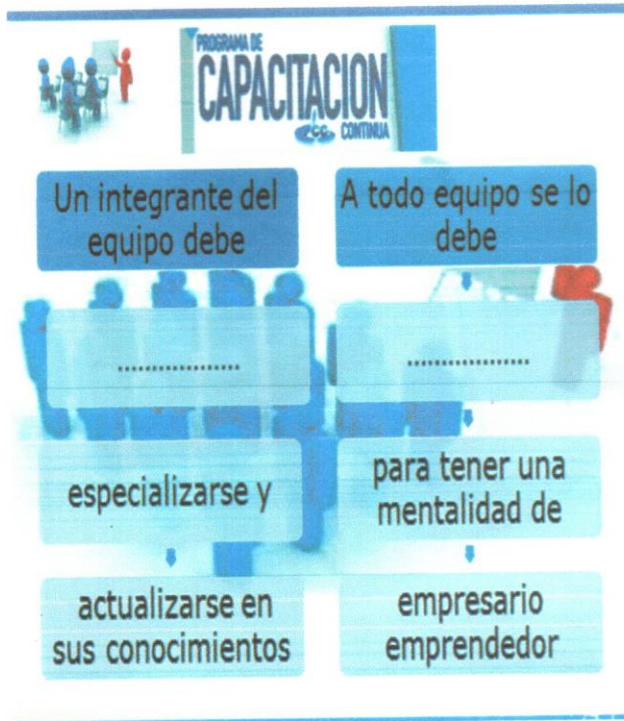 PROGRAMA DE
CAPACITACION
PCC CONTINUA
Un integrante del
equipo debe
..................
especializarse y
actualizarse en
sus conocimientos
A todo equipo se lo
debe
..................
para tener una
mentalidad de
empresario
emprendedor